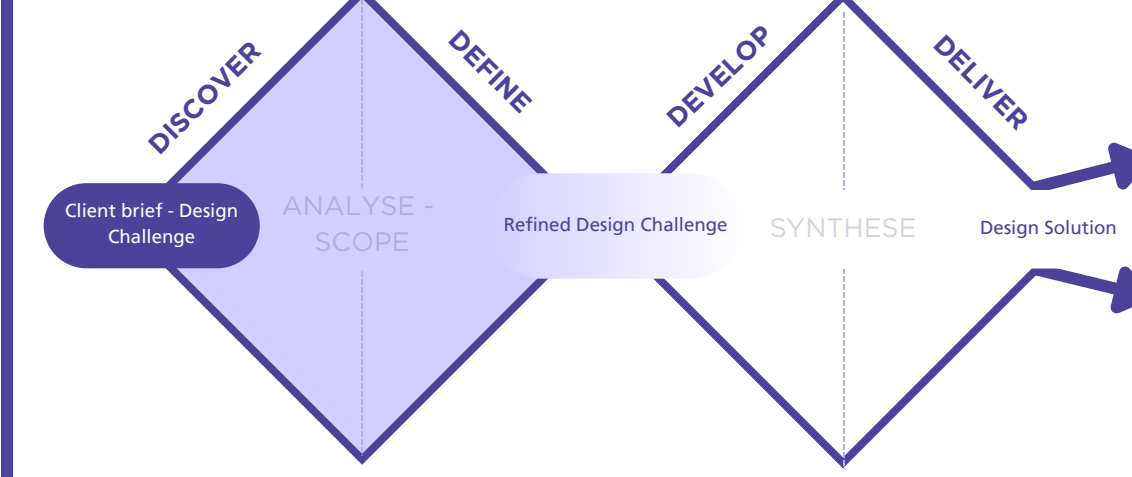 DISCOVER
DEFINE
DEVELOP
DELIVER
Client brief - Design
Challenge
ANALYSE -
SCOPE
Refined Design Challenge
SYNTHESE
Design Solution